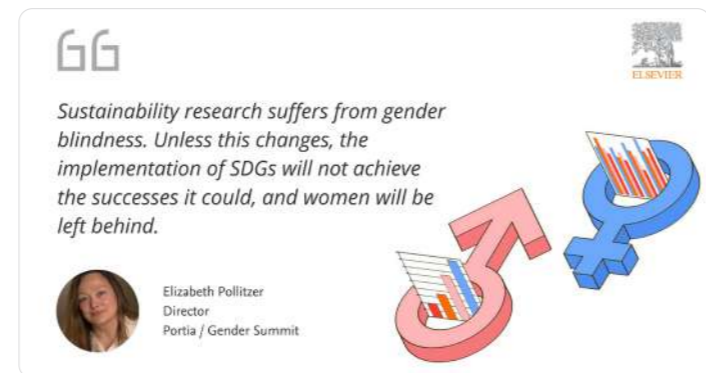 Sustainability research suffers from gender
blindness. Unless this changes, the
implementation of SDGs will not achieve
the successes it could, and women will be
left behind.
Elizabeth Pollitzer
Director
Portia / Gender Summit
ELSEVIER